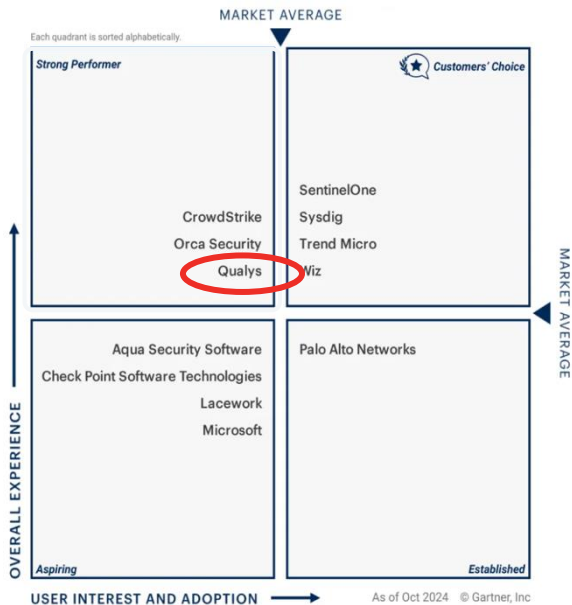 MARKET AVERAGE
Each quadrant is sorted alphabetically.
Strong Performer
Customers' Choice
CrowdStrike
Orca Security
Qualys
SentinelOne
Sysdig
Trend Micro
Wiz
MARKET AVERAGE
Aqua Security Software
Check Point Software Technologies
Lacework
Microsoft
Palo Alto Networks
OVERALL EXPERIENCE
Aspiring
Established
USER INTEREST AND ADOPTION
As of Oct 2024 © Gartner, Inc